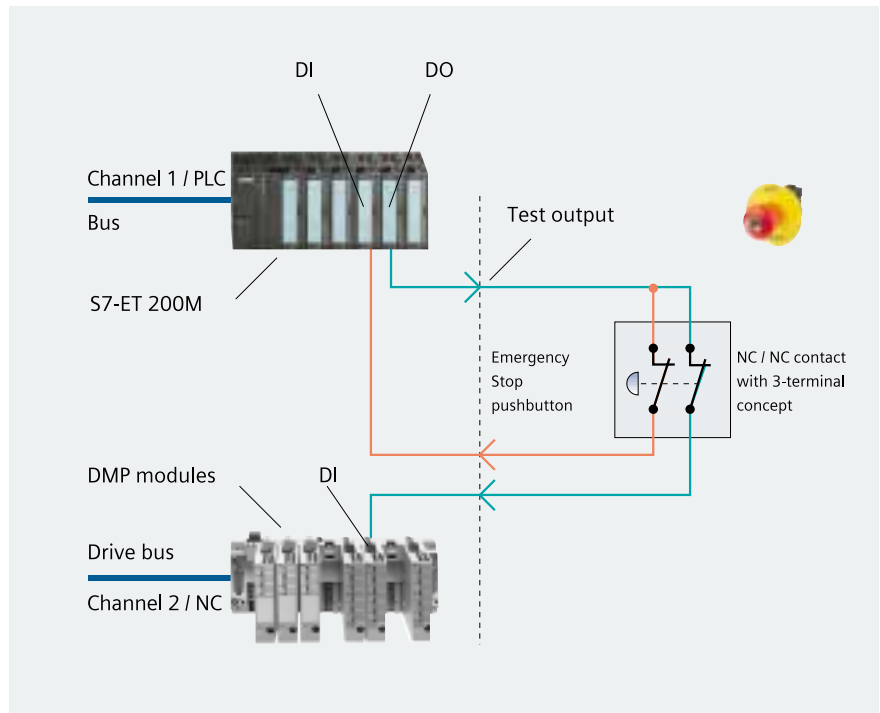 DI
DO
Channel 1 / PLC
Bus
Test output
S7-ET 200M
Emergency
Stop
pushbutton
NC / NC contact
with 3-terminal
concept
DMP modules
DI
Drive bus
Channel 2 / NC